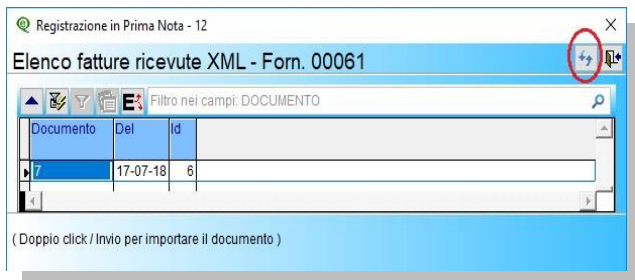 Registrazione in Prima Nota - 12
Elenco fatture ricevute XML - Forn. 00061
Filtro nei campi: DOCUMENTO
Documento Del Id
7 17-07-18 6
( Doppio click / Invio per importare il documento )